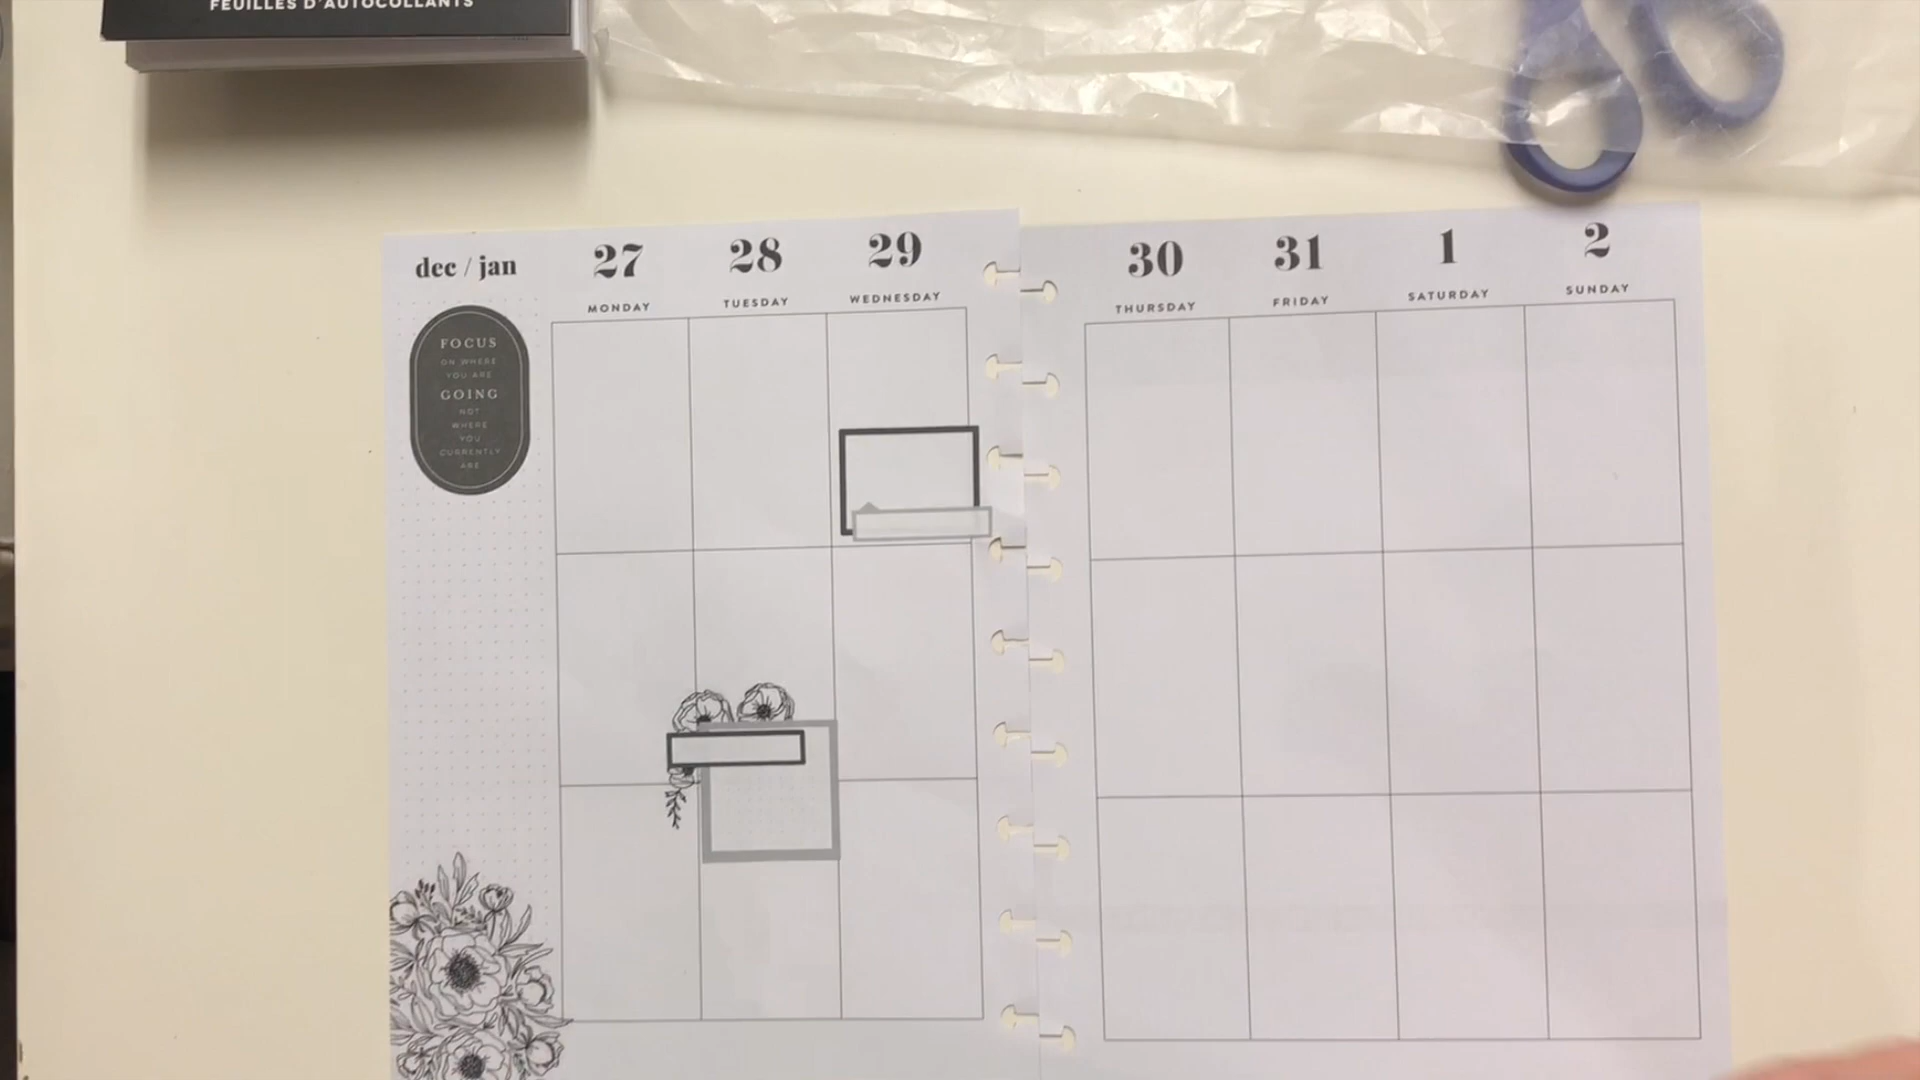 FEUILLES D'AUTOCOLLANTS
dec / jan
27
MONDAY
28
TUESDAY
29
WEDNESDAY
30
THURSDAY
31
FRIDAY
1
SATURDAY
2
SUNDAY
FOCUS
ON WHERE
YOU ARE
GOING
NOT
WHERE
YOU
CURRENTLY
ARE